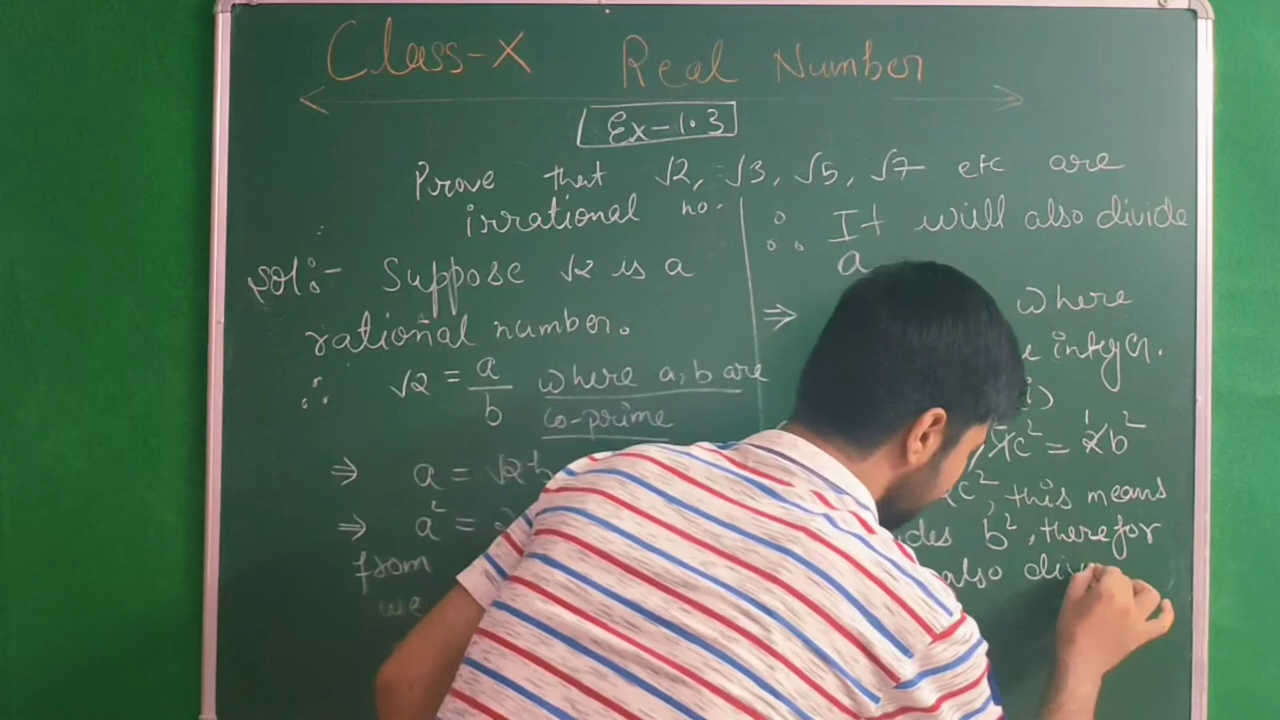 Class-X Real Number
Ex-1.3
Prove that √2, √3, √5, √7 etc are
irrational no.
Sol:- Suppose √2 is a
rational number.
∴ √2 = a/b where a, b are
co-prime
⇒ a = √2 b
⇒ a² =
from
we
∴ It will also divide
a
⇒ where
integer.
c² = 2b²
c², this means
b², therefor
also div